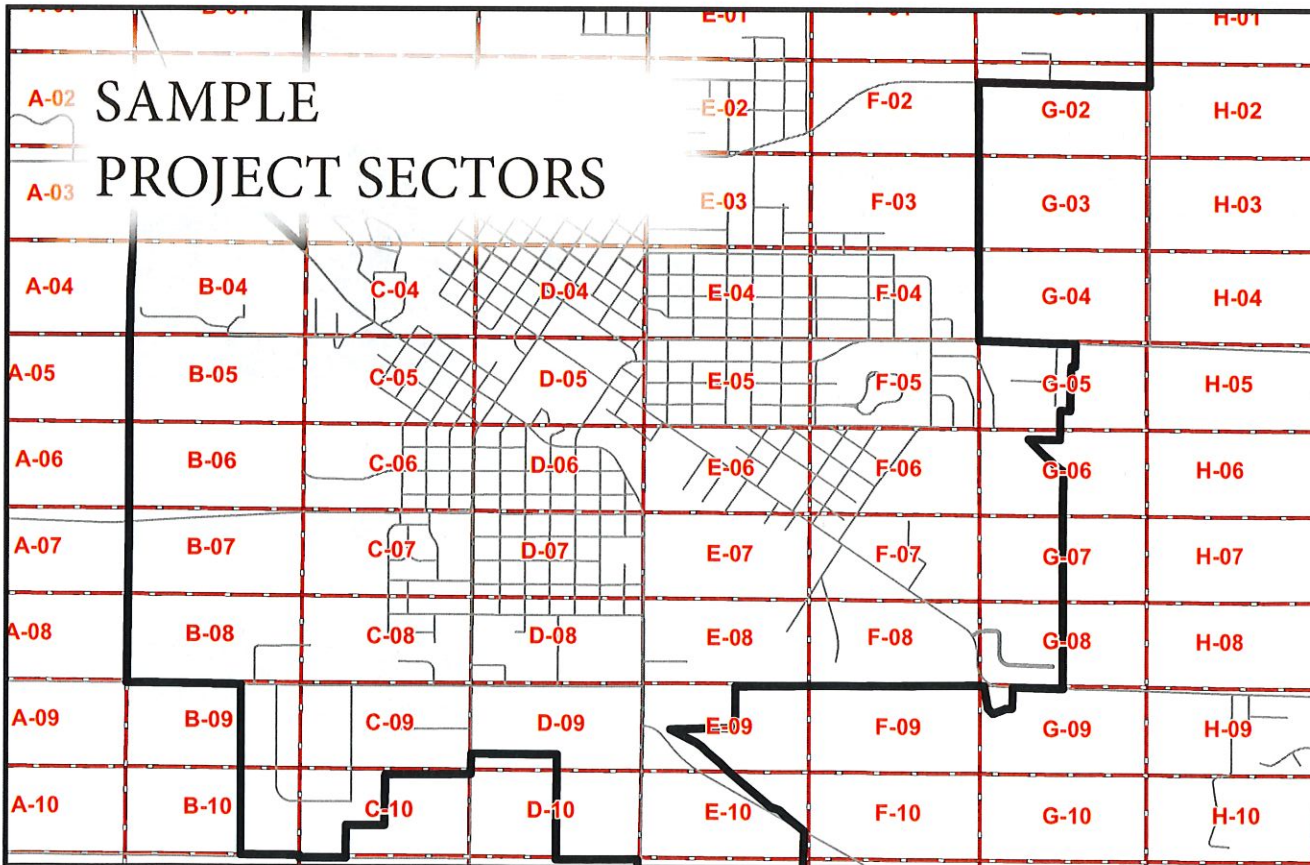 E-01 H-01
A-02 E-02 F-02 G-02 H-02
SAMPLE
PROJECT SECTORS
A-03 E-03 F-03 G-03 H-03
A-04 B-04 C-04 D-04 E-04 F-04 G-04 H-04
A-05 B-05 C-05 D-05 E-05 F-05 G-05 H-05
A-06 B-06 C-06 D-06 E-06 F-06 G-06 H-06
A-07 B-07 C-07 D-07 E-07 F-07 G-07 H-07
A-08 B-08 C-08 D-08 E-08 F-08 G-08 H-08
A-09 B-09 C-09 D-09 E-09 F-09 G-09 H-09
A-10 B-10 C-10 D-10 E-10 F-10 G-10 H-10